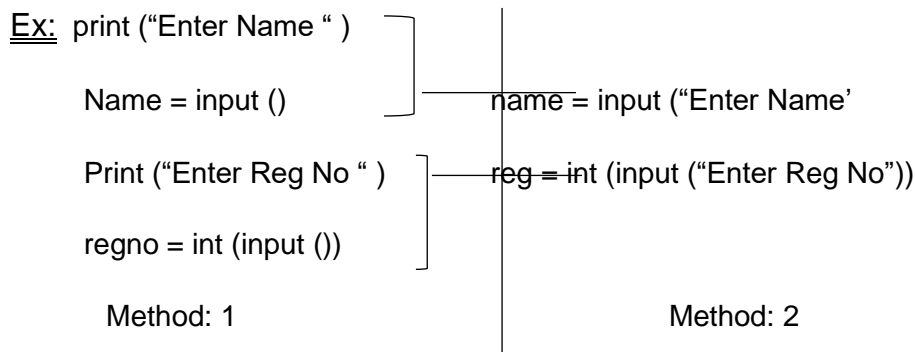 Ex: print (“Enter Name “ )
Name = input () name = input (“Enter Name’
Print (“Enter Reg No “ ) reg = int (input (“Enter Reg No”))
regno = int (input ())
Method: 1 Method: 2